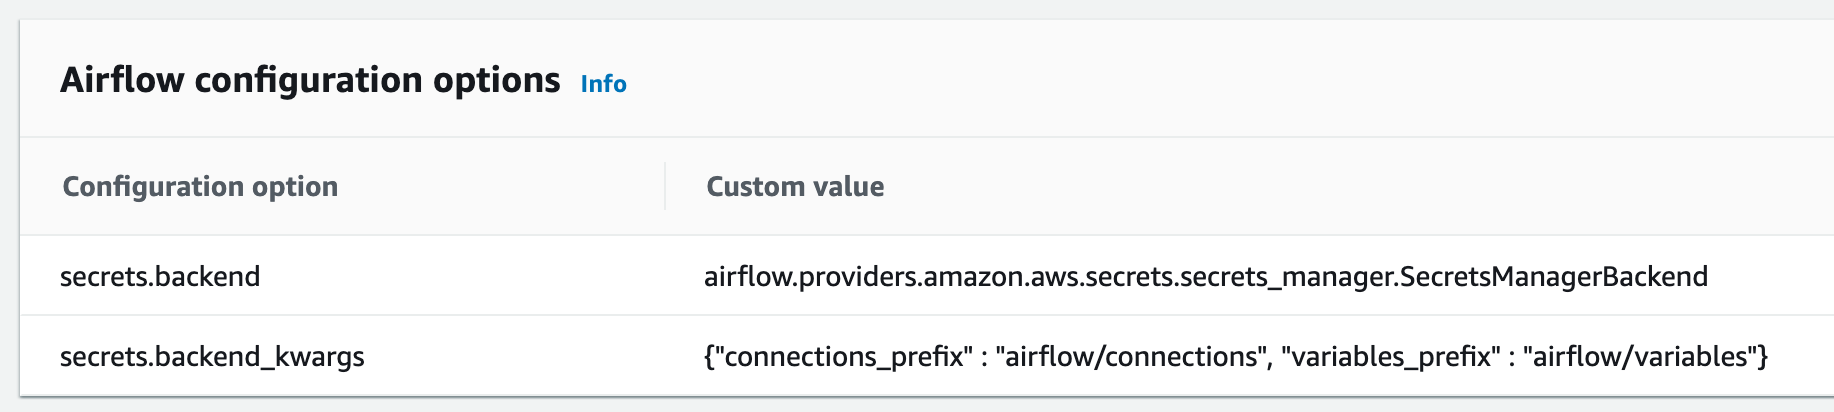 Airflow configuration options Info
Configuration option Custom value
secrets.backend airflow.providers.amazon.aws.secrets.secrets_manager.SecretsManagerBackend
secrets.backend_kwargs {"connections_prefix" : "airflow/connections", "variables_prefix" : "airflow/variables"}